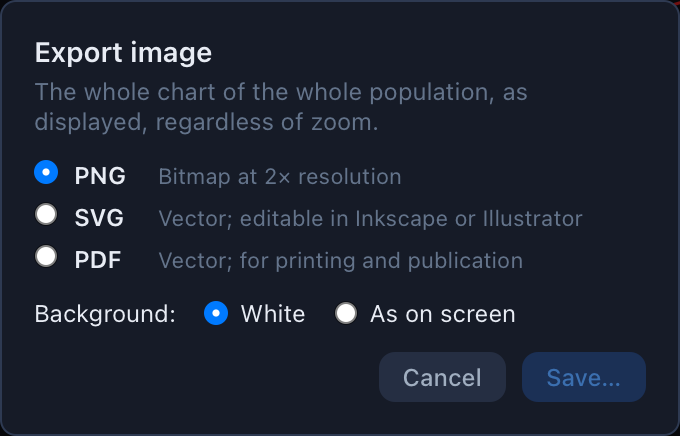 Export image
The whole chart of the whole population, as
displayed, regardless of zoom.
PNG Bitmap at 2× resolution
SVG Vector; editable in Inkscape or Illustrator
PDF Vector; for printing and publication
Background: White As on screen
Cancel Save...